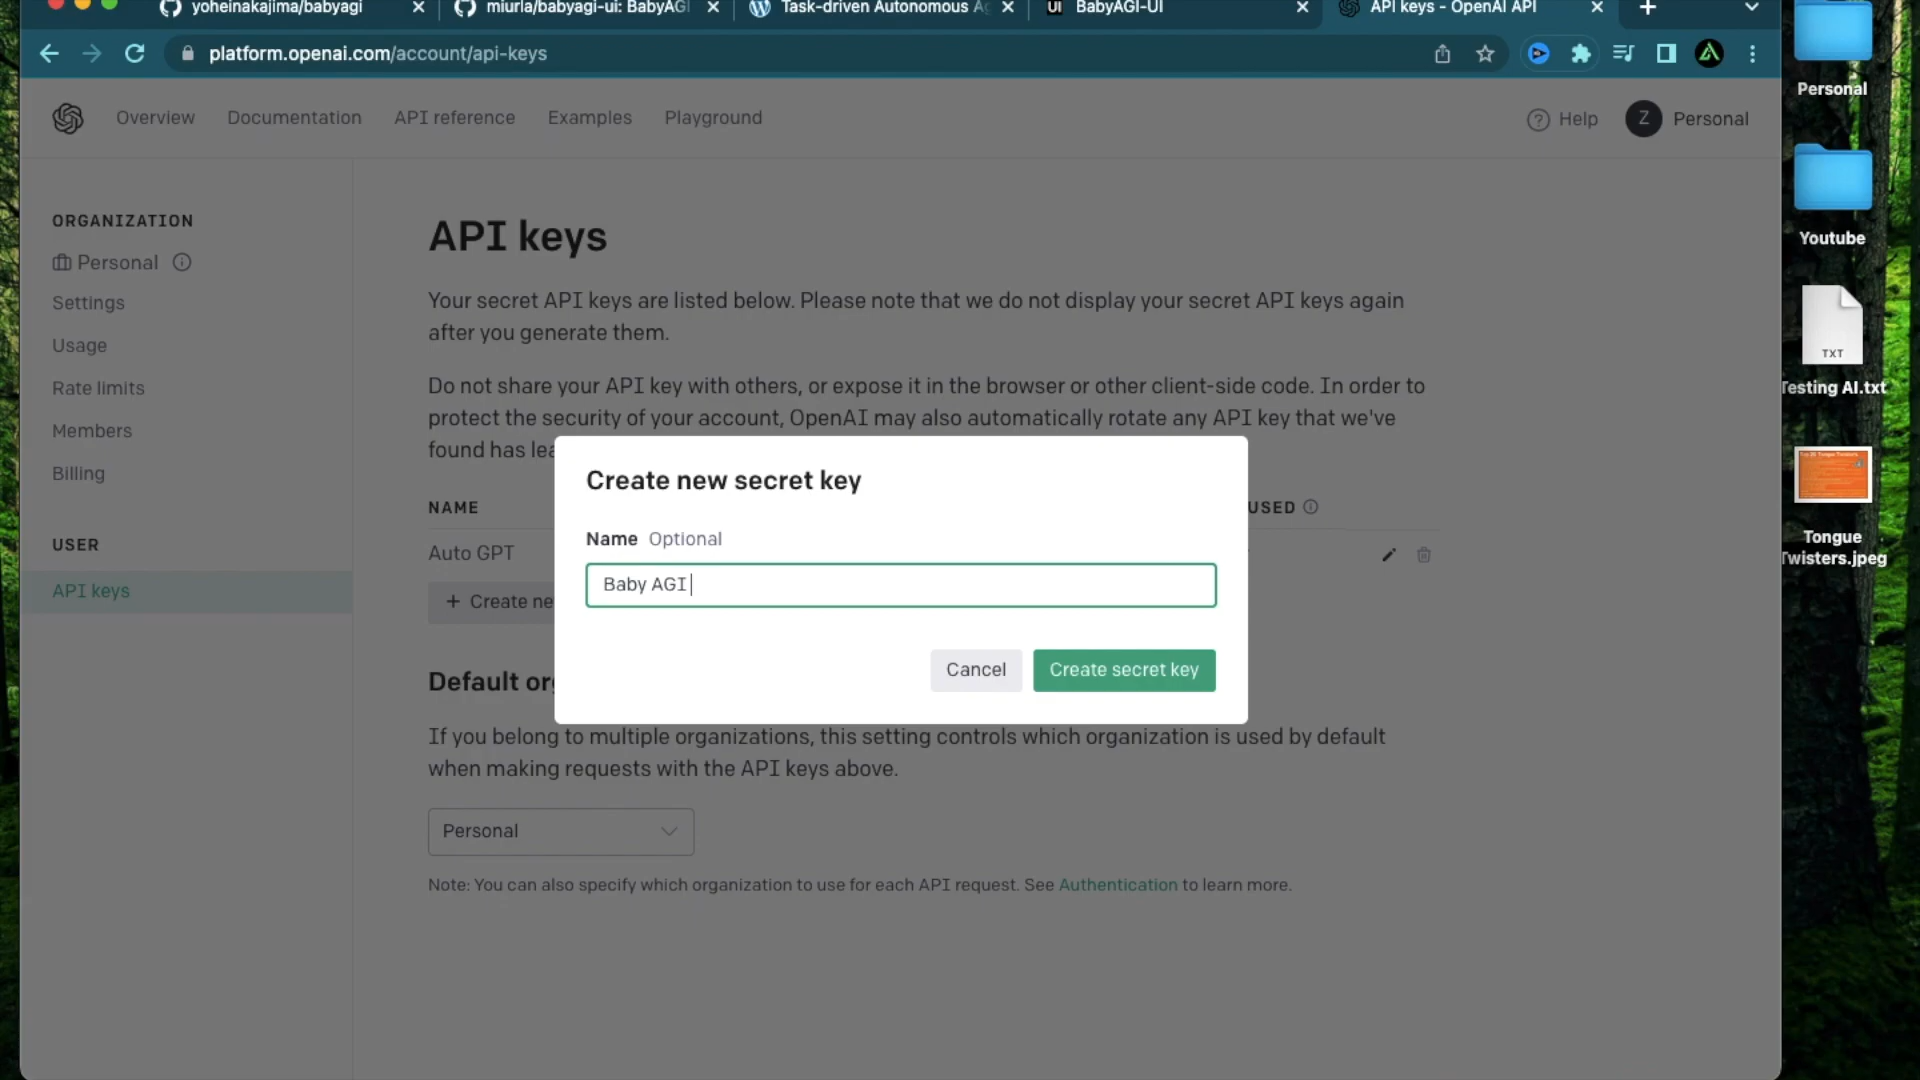 yoheinakajima/babyagi
miurla/babyagi-ui: BabyAGI
Task-driven Autonomous Ag
UI BabyAGI-UI
API keys - OpenAI API
platform.openai.com/account/api-keys
Overview
Documentation
API reference
Examples
Playground
Help
Z Personal
ORGANIZATION
Personal
Settings
Usage
Rate limits
Members
Billing
USER
API keys
API keys
Your secret API keys are listed below. Please note that we do not display your secret API keys again
after you generate them.
Do not share your API key with others, or expose it in the browser or other client-side code. In order to
protect the security of your account, OpenAI may also automatically rotate any API key that we've
found has lea
NAME
USED
Auto GPT
+ Create ne
Create new secret key
Name Optional
Baby AGI
Cancel
Create secret key
Default org
If you belong to multiple organizations, this setting controls which organization is used by default
when making requests with the API keys above.
Personal
Note: You can also specify which organization to use for each API request. See Authentication to learn more.
Personal
Youtube
TXT
Testing AI.txt
Tongue
Twisters.jpeg